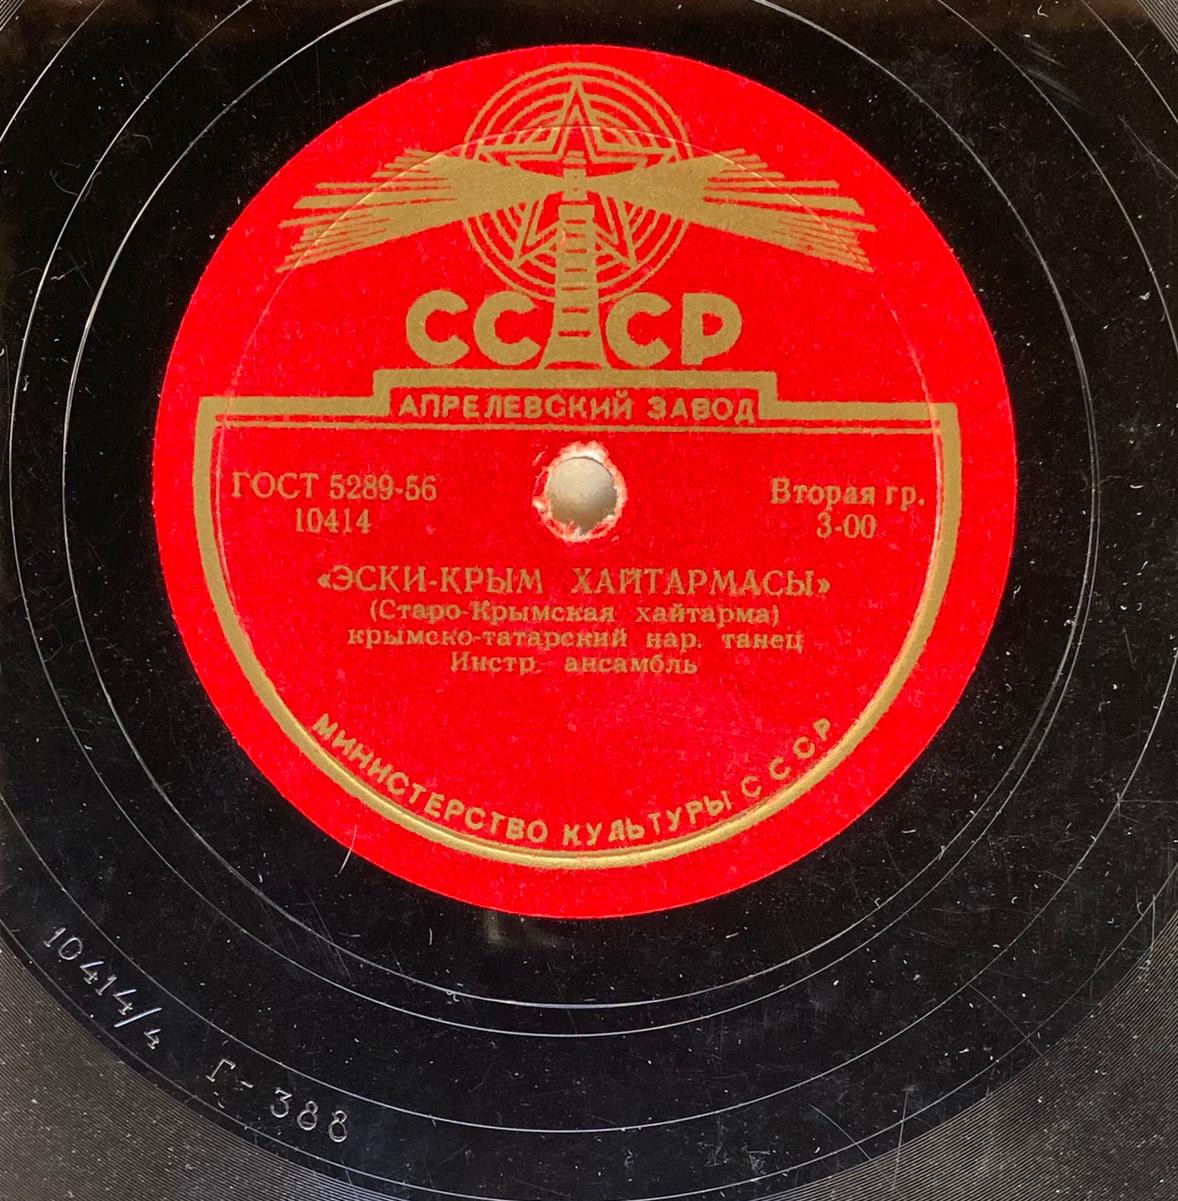 СССР
АПРЕЛЕВСКИЙ ЗАВОД
ГОСТ 5289-56
10414
Вторая гр.
3-00
«ЭСКИ-КРЫМ ХАЙТАРМАСЫ»
(Старо-Крымская хайтарма)
крымско-татарский нар. танец
Инстр. ансамбль
МИНИСТЕРСТВО КУЛЬТУРЫ СССР
10414/4 Г-388